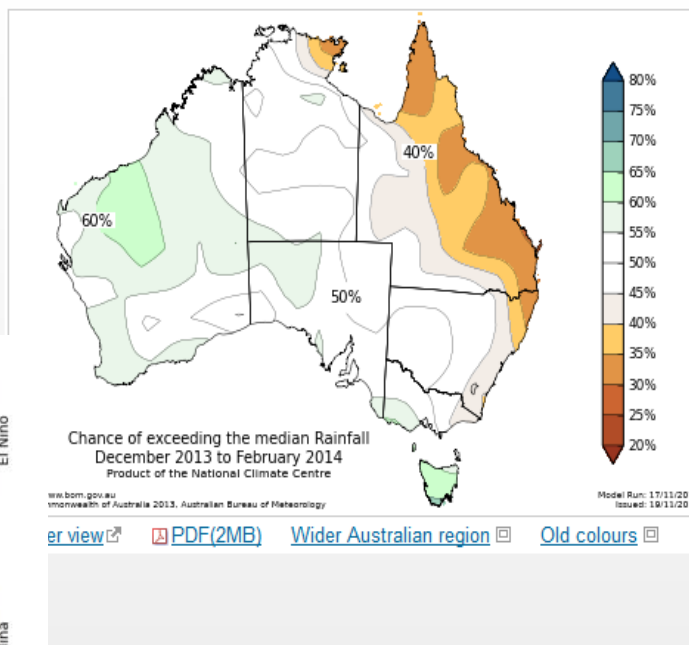 80%
75%
70%
65%
60%
55%
50%
45%
40%
35%
30%
25%
20%
40%
60%
50%
El Nino
Chance of exceeding the median Rainfall
December 2013 to February 2014
Product of the National Climate Centre
ww.bom.gov.au
mmonwealth of Australia 2013, Australian Bureau of Meteorology
Model Run: 17/11/20
Issued: 19/11/20
er view
PDF(2MB)
Wider Australian region
Old colours
ina